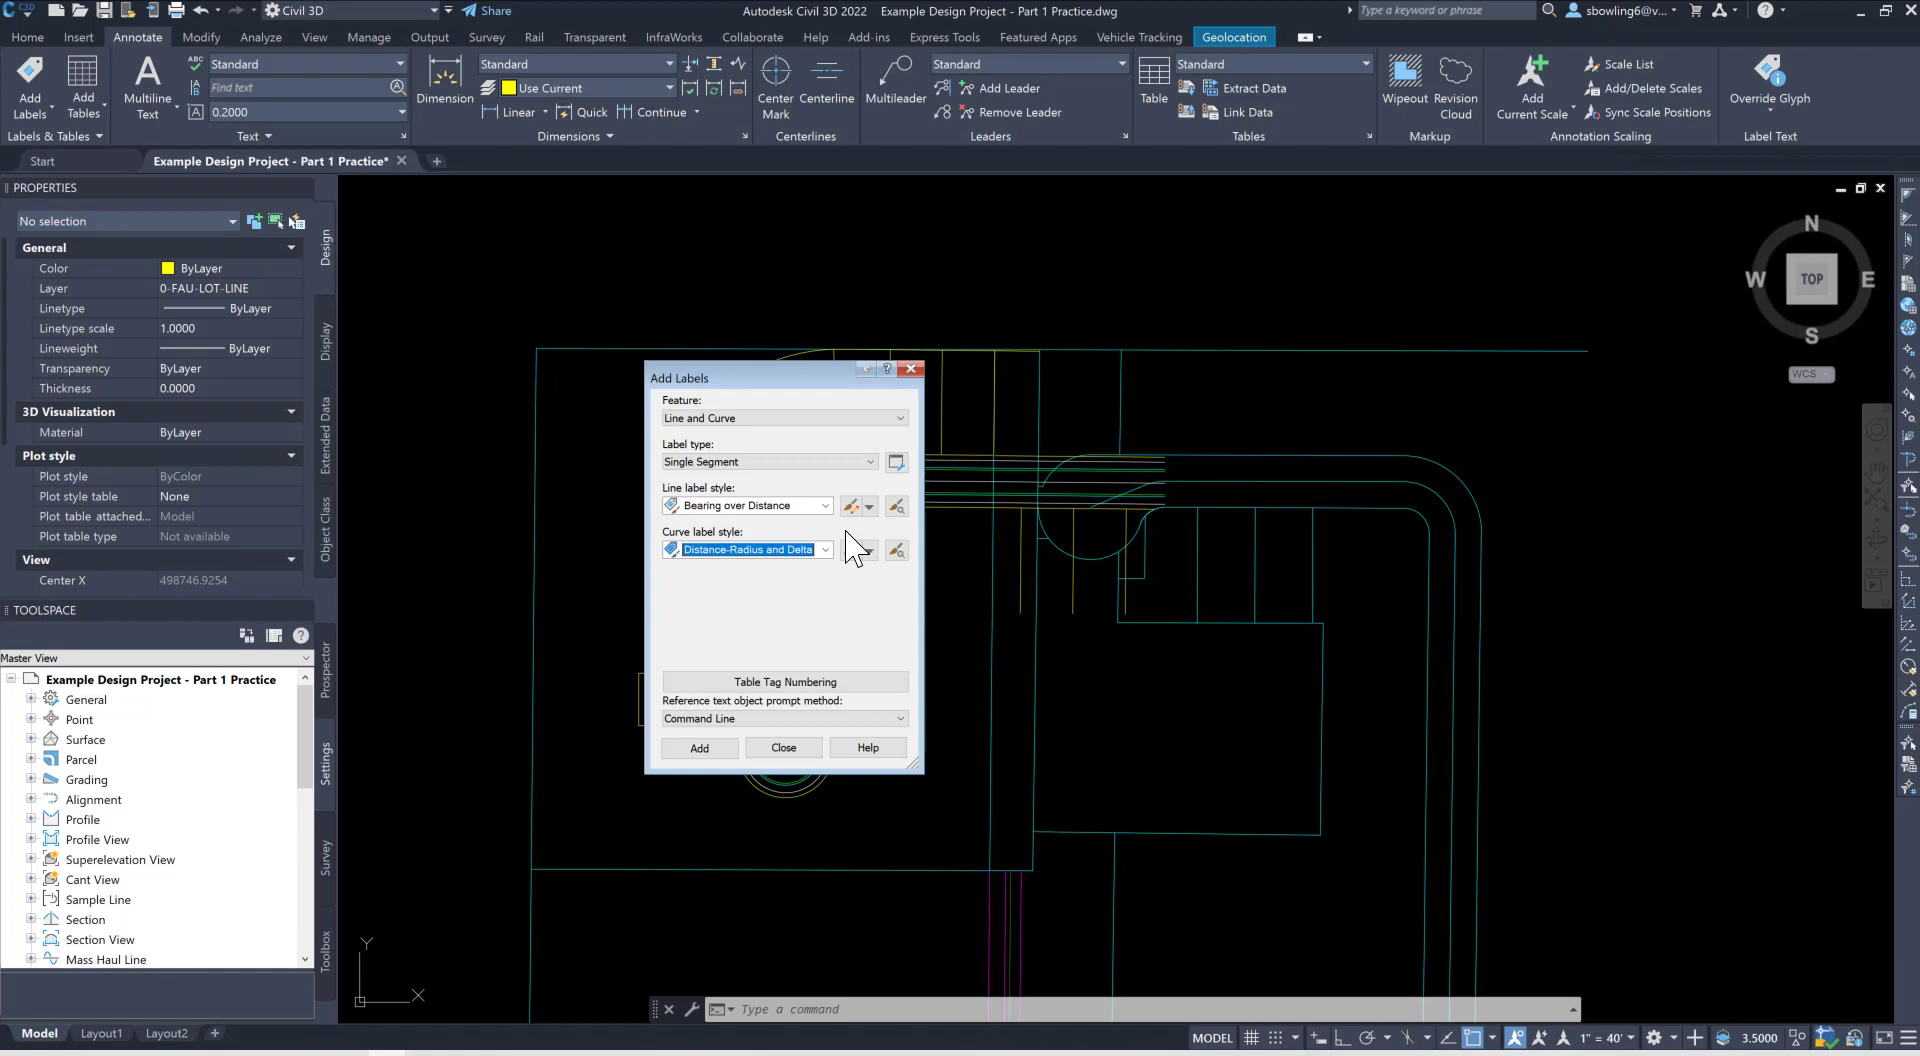 Civil 3D
Share
Autodesk Civil 3D 2022 Example Design Project - Part 1 Practice.dwg
Type a keyword or phrase
sbowling6@v...
Home Insert Annotate Modify Analyze View Manage Output Survey Rail Transparent InfraWorks Collaborate Help Add-ins Express Tools Featured Apps Vehicle Tracking Geolocation
Add Labels
Add Tables
Labels & Tables
Multiline Text
ABC
Standard
Find text
0.2000
Text
Dimension
Standard
Use Current
Linear Quick Continue
Dimensions
Center Mark
Centerline
Centerlines
Multileader
Standard
Add Leader
Remove Leader
Leaders
Table
Standard
Extract Data
Link Data
Tables
Wipeout
Revision Cloud
Markup
Add Current Scale
Scale List
Add/Delete Scales
Sync Scale Positions
Annotation Scaling
Override Glyph
Label Text
Start
Example Design Project - Part 1 Practice*
PROPERTIES
No selection
General
Color ByLayer
Layer 0-FAU-LOT-LINE
Linetype ByLayer
Linetype scale 1.0000
Lineweight ByLayer
Transparency ByLayer
Thickness 0.0000
3D Visualization
Material ByLayer
Plot style
Plot style ByColor
Plot style table None
Plot table attached... Model
Plot table type Not available
View
Center X 498746.9254
Design
Display
Extended Data
Object Class
TOOLSPACE
Master View
Example Design Project - Part 1 Practice
General
Point
Surface
Parcel
Grading
Alignment
Profile
Profile View
Superelevation View
Cant View
Sample Line
Section
Section View
Mass Haul Line
Prospector
Settings
Survey
Toolbox
Add Labels
Feature:
Line and Curve
Label type:
Single Segment
Line label style:
Bearing over Distance
Curve label style:
Distance-Radius and Delta
Table Tag Numbering
Reference text object prompt method:
Command Line
Add Close Help
N
W TOP E
S
WCS
Y
X
Type a command
Model Layout1 Layout2
MODEL
1" = 40'
3.5000